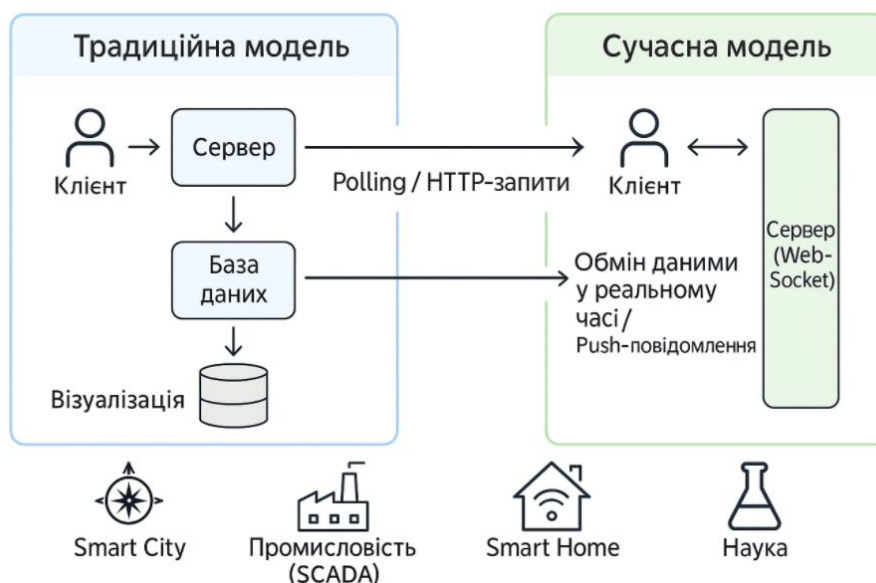 Традиційна модель
Клієнт
Сервер
База
даних
Візуалізація
Polling / HTTP-запити
Сучасна модель
Клієнт
Сервер
(Web-
Socket)
Обмін даними
у реальному
часі /
Push-повідомлення
Smart City
Промисловість
(SCADA)
Smart Home
Наука